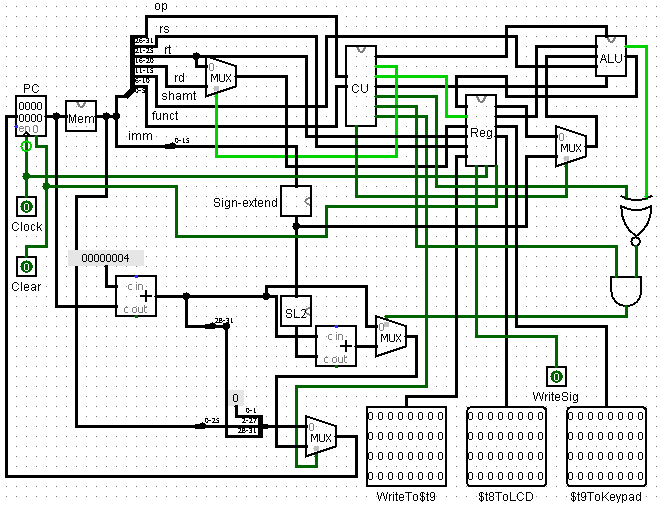 op
rs
26-31
21-25
rt
16-20
11-15
6-10
0-5
0
MUX
rd
shamt
funct
CU
ALU
PC
0000
0000
en 0
Mem
Reg
MUX
0
imm
0-15
Sign-extend
0
Clock
00000004
0
Clear
c in
+
c out
28-31
SL2
c in
+
c out
0
MUX
0
WriteSig
0
0-1
0-25
2-27
28-31
0
MUX
0 0 0 0 0 0 0 0
0 0 0 0 0 0 0 0
0 0 0 0 0 0 0 0
0 0 0 0 0 0 0 0
WriteTo$t9
0 0 0 0 0 0 0 0
0 0 0 0 0 0 0 0
0 0 0 0 0 0 0 0
0 0 0 0 0 0 0 0
$t8ToLCD
0 0 0 0 0 0 0 0
0 0 0 0 0 0 0 0
0 0 0 0 0 0 0 0
0 0 0 0 0 0 0 0
$t9ToKeypad